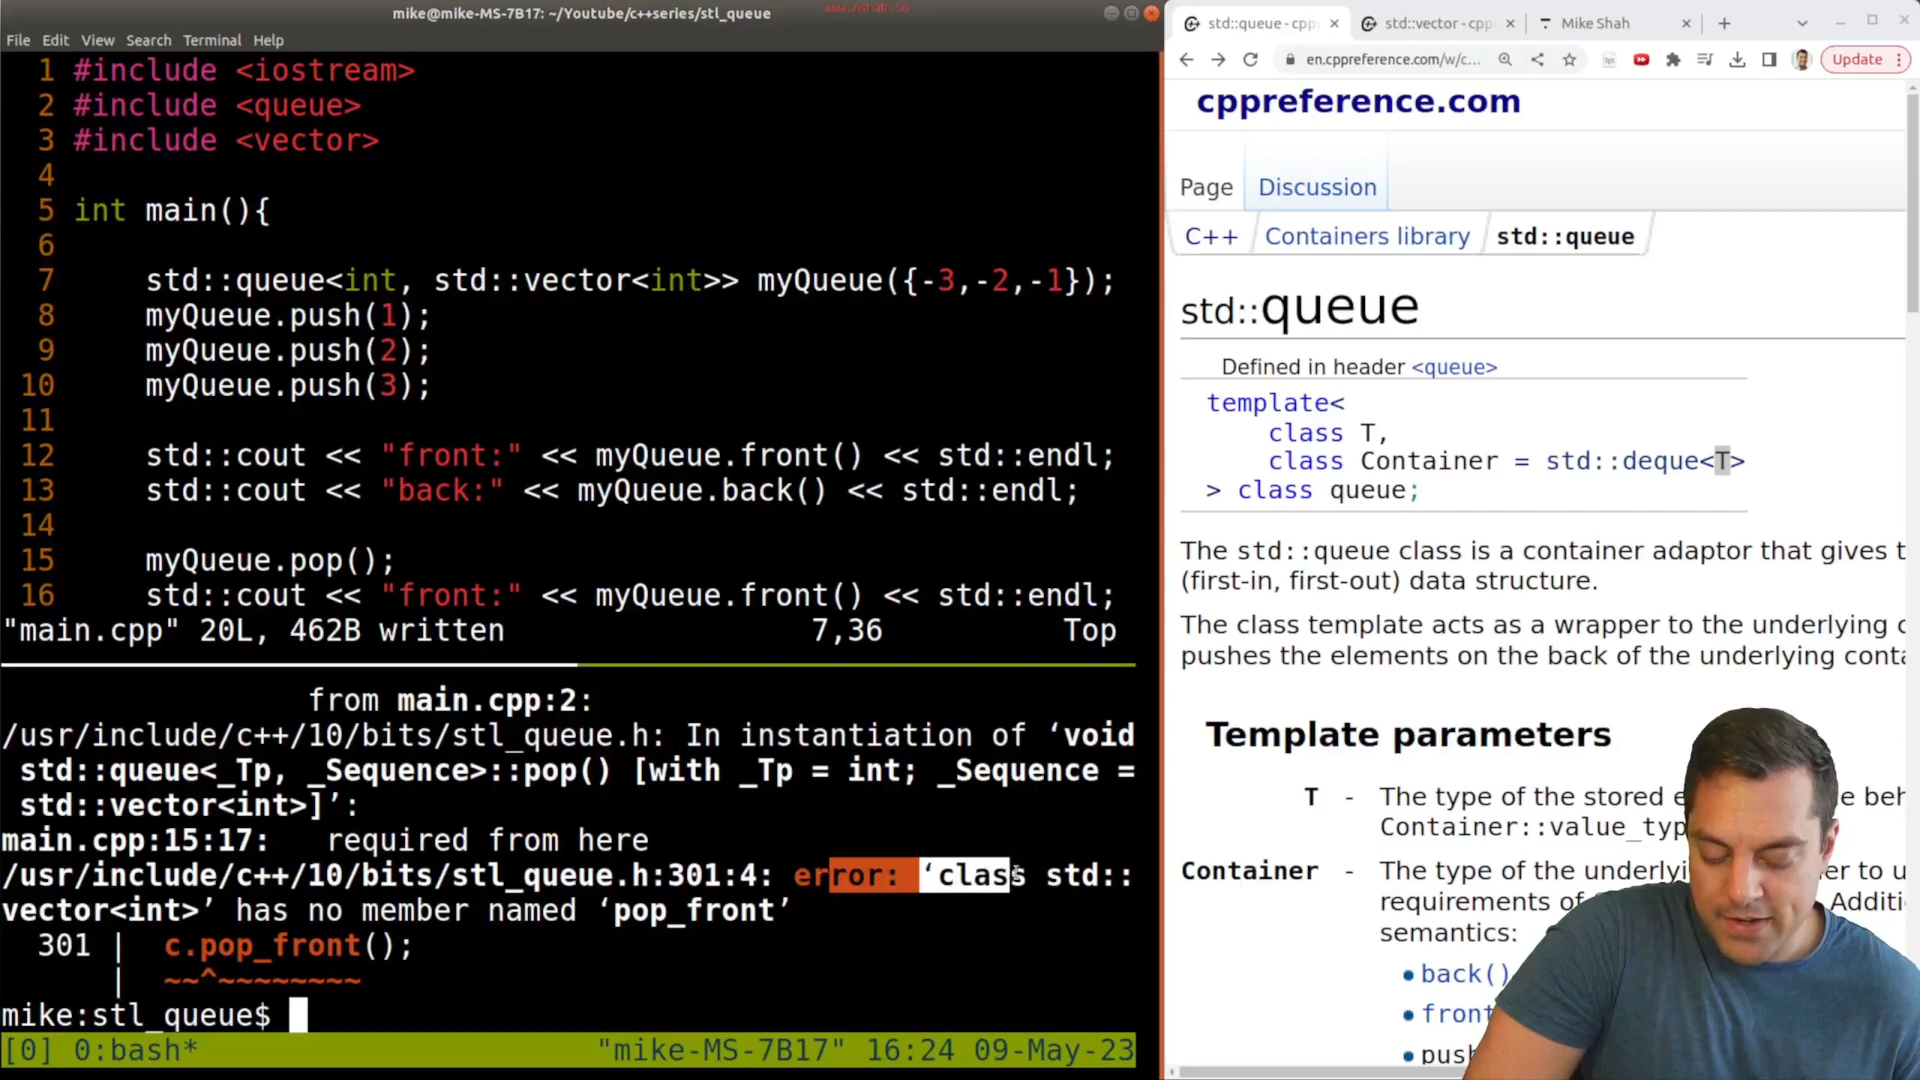 mike@mike-MS-7B17: ~/Youtube/c++series/stl_queue
www.mshah.io
File Edit View Search Terminal Help
1 #include <iostream>
2 #include <queue>
3 #include <vector>
4
5 int main(){
6
7 std::queue<int, std::vector<int>> myQueue({-3,-2,-1});
8 myQueue.push(1);
9 myQueue.push(2);
10 myQueue.push(3);
11
12 std::cout << "front:" << myQueue.front() << std::endl;
13 std::cout << "back:" << myQueue.back() << std::endl;
14
15 myQueue.pop();
16 std::cout << "front:" << myQueue.front() << std::endl;
"main.cpp" 20L, 462B written 7,36 Top
from main.cpp:2:
/usr/include/c++/10/bits/stl_queue.h: In instantiation of ‘void
std::queue<_Tp, _Sequence>::pop() [with _Tp = int; _Sequence =
std::vector<int>]’:
main.cpp:15:17: required from here
/usr/include/c++/10/bits/stl_queue.h:301:4: error: ‘class std::
vector<int>’ has no member named ‘pop_front’
301 | c.pop_front();
| ~~^~~~~~~~~
mike:stl_queue$
[0] 0:bash* "mike-MS-7B17" 16:24 09-May-23
std::queue - cpp
std::vector - cpp
Mike Shah
en.cppreference.com/w/c...
Update
cppreference.com
Page Discussion
C++ Containers library std::queue
std::queue
Defined in header <queue>
template<
class T,
class Container = std::deque<T>
> class queue;
The std::queue class is a container adaptor that gives t
(first-in, first-out) data structure.
The class template acts as a wrapper to the underlying c
pushes the elements on the back of the underlying conta
Template parameters
T - The type of the stored e
Container::value_typ
Container - The type of the underlyi
requirements of
semantics:
back()
front
push